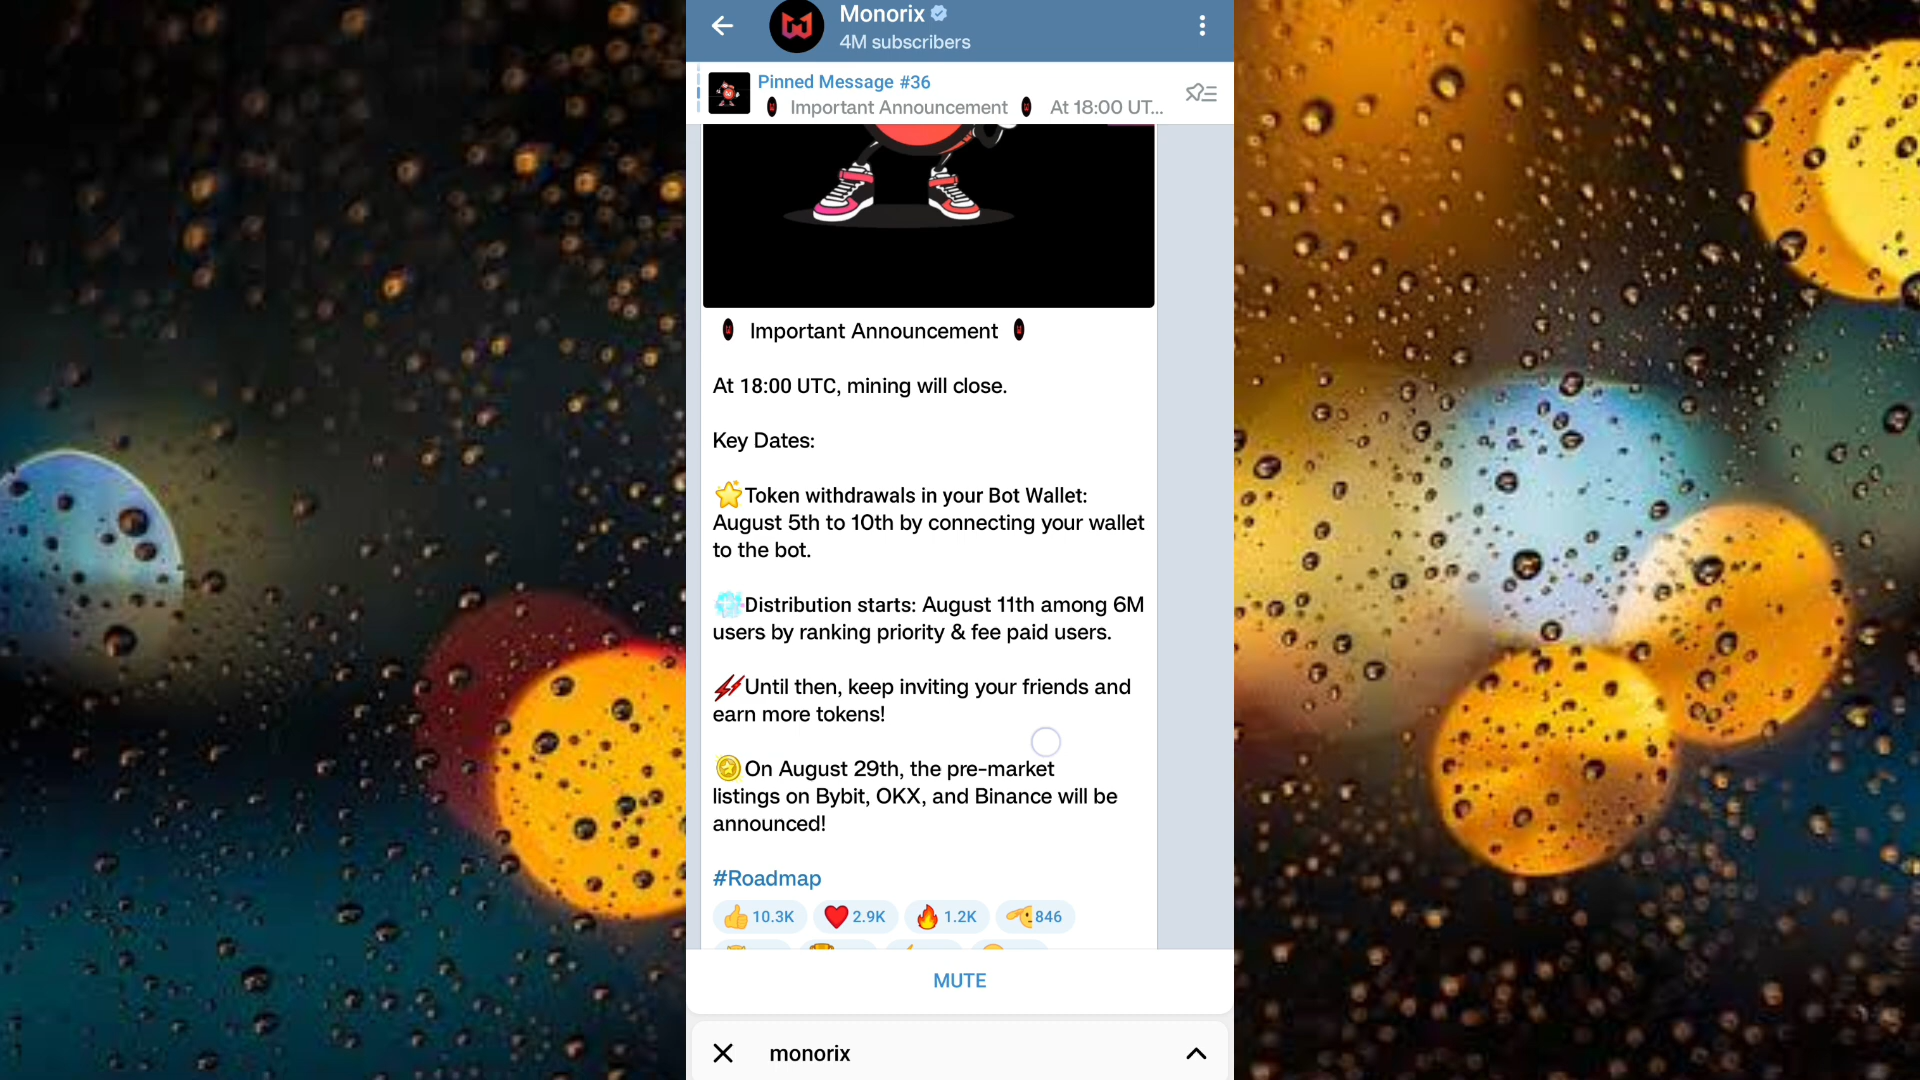 Monorix
4M subscribers
Pinned Message #36
Important Announcement At 18:00 UT...
Important Announcement
At 18:00 UTC, mining will close.
Key Dates:
Token withdrawals in your Bot Wallet:
August 5th to 10th by connecting your wallet
to the bot.
Distribution starts: August 11th among 6M
users by ranking priority & fee paid users.
Until then, keep inviting your friends and
earn more tokens!
On August 29th, the pre-market
listings on Bybit, OKX, and Binance will be
announced!
#Roadmap
10.3K 2.9K 1.2K 846
MUTE
monorix